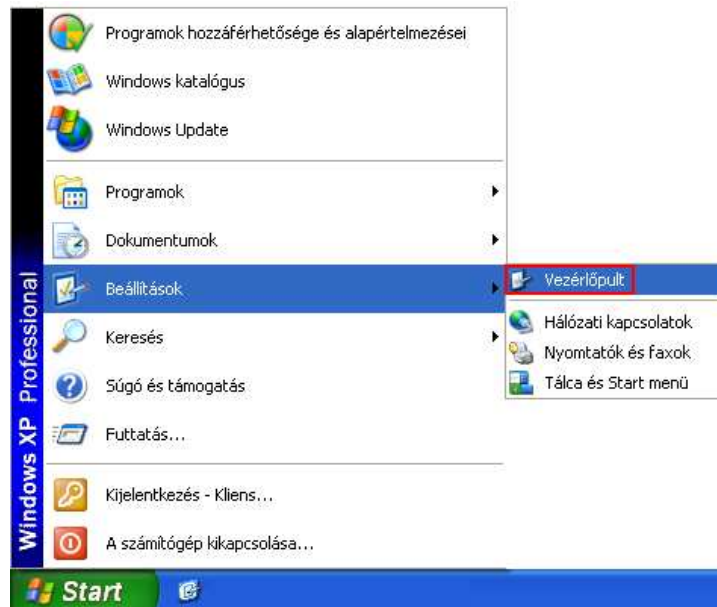 Programok hozzáférhetősége és alapértelmezései
Windows katalógus
Windows Update
Programok
Dokumentumok
Beállítások
Keresés
Súgó és támogatás
Futtatás...
Kijelentkezés - Kliens...
A számítógép kikapcsolása...
Vezérlőpult
Hálózati kapcsolatok
Nyomtatók és faxok
Tálca és Start menü
Windows XP Professional
Start